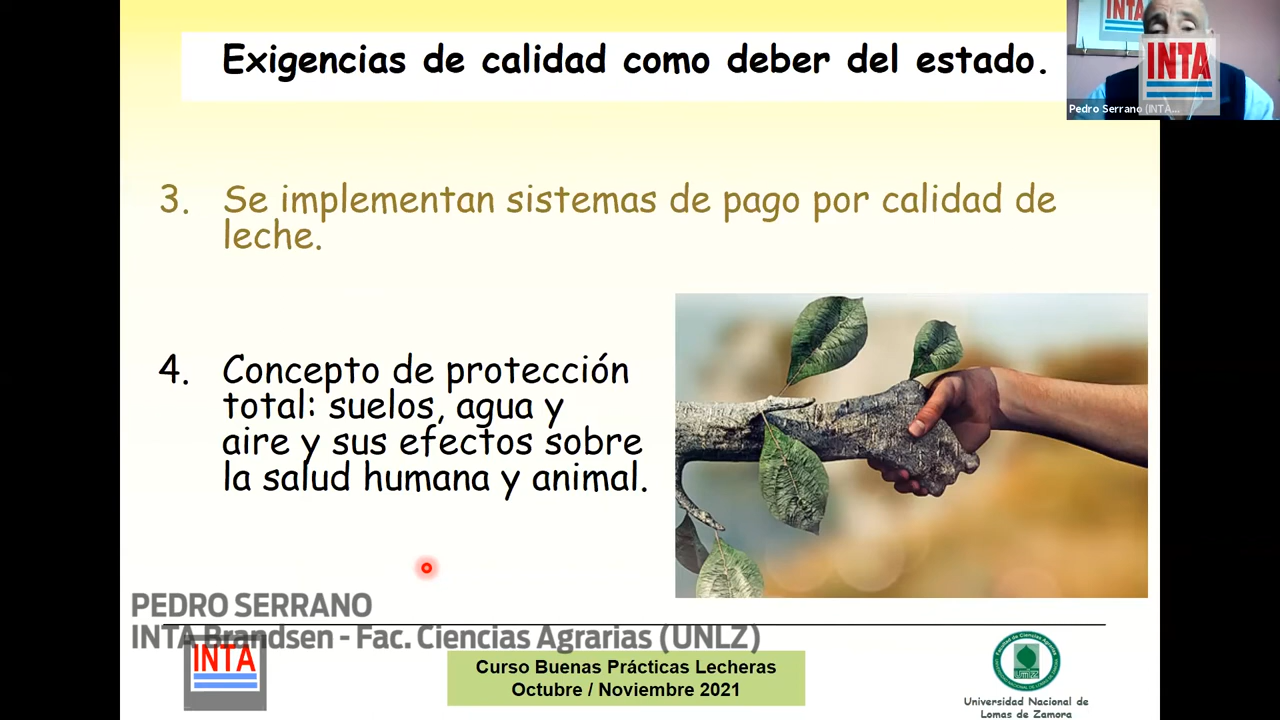 Exigencias de calidad como deber del estado.
INTA
INTA
Pedro Serrano (INTA...
3. Se implementan sistemas de pago por calidad de
leche.
4. Concepto de protección
total: suelos, agua y
aire y sus efectos sobre
la salud humana y animal.
PEDRO SERRANO
INTA Brandsen - Fac. Ciencias Agrarias (UNLZ)
INTA
Curso Buenas Prácticas Lecheras
Octubre / Noviembre 2021
Universidad Nacional de
Lomas de Zamora